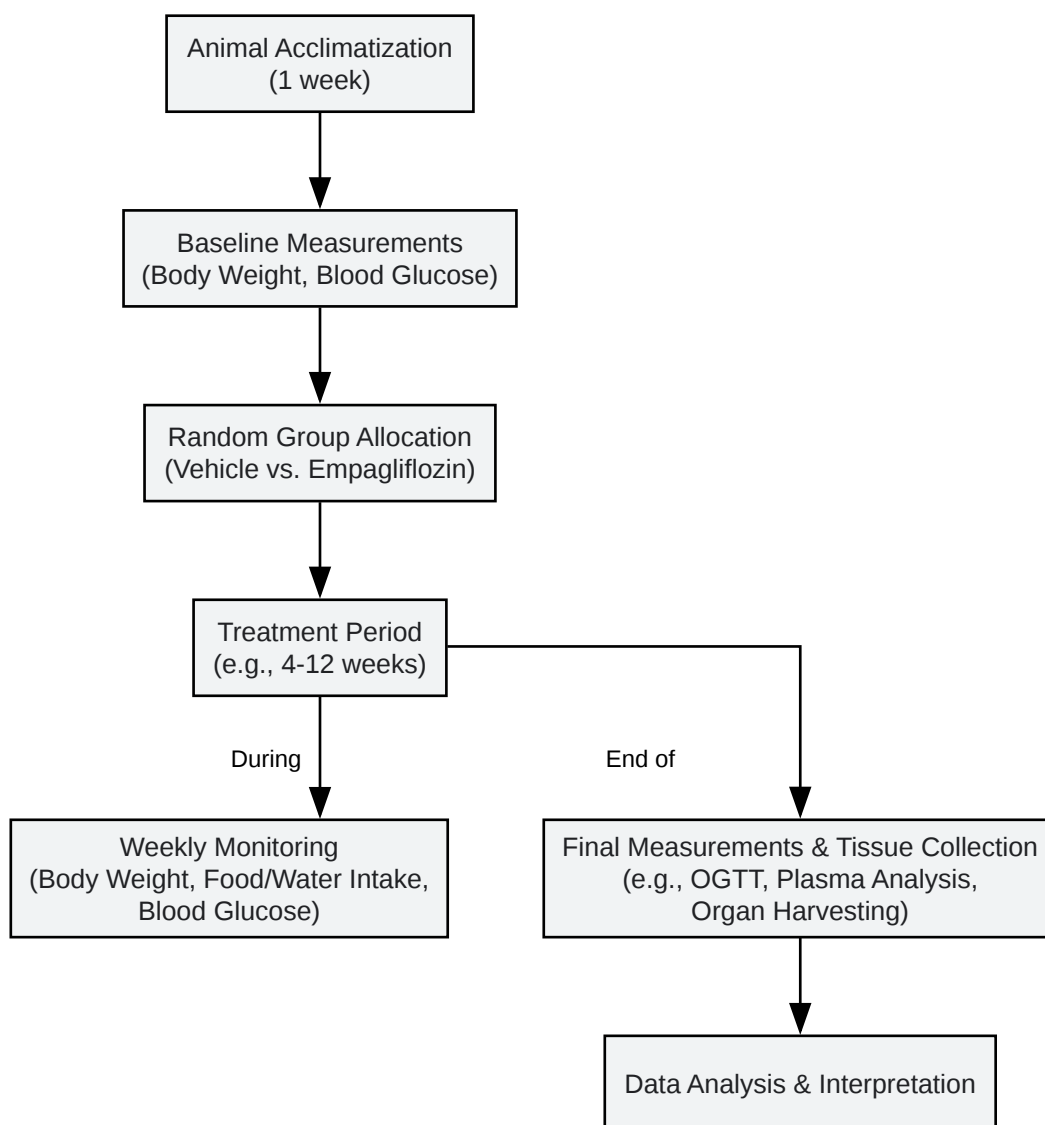 Animal Acclimatization
(1 week)
Baseline Measurements
(Body Weight, Blood Glucose)
Random Group Allocation
(Vehicle vs. Empagliflozin)
Treatment Period
(e.g., 4-12 weeks)
During
End of
Weekly Monitoring
(Body Weight, Food/Water Intake,
Blood Glucose)
Final Measurements & Tissue Collection
(e.g., OGTT, Plasma Analysis,
Organ Harvesting)
Data Analysis & Interpretation